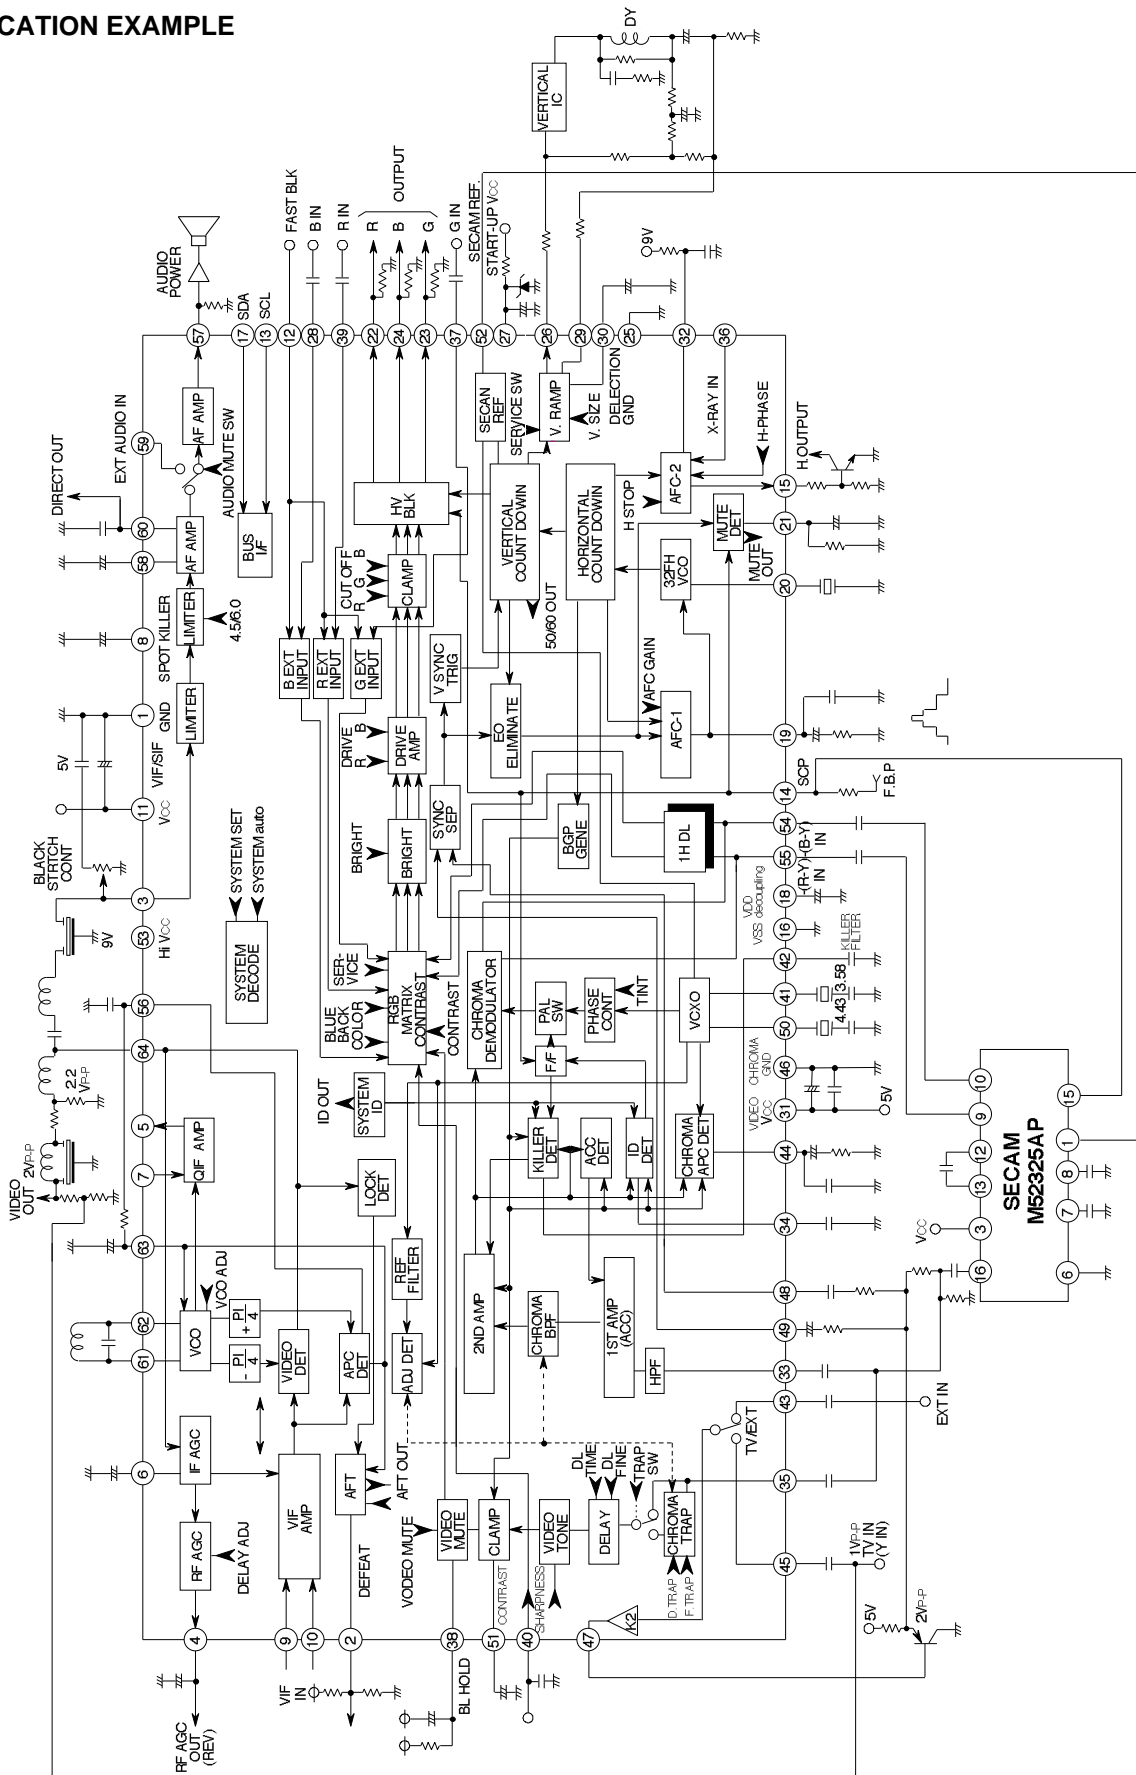 CATION EXAMPLE
DY
VERTICAL
IC
AUDIO
POWER
SDA
SCL
FAST BLK
B IN
R IN
R
B
G
OUTPUT
G IN
SECAM REF.
START-UP VCC
9V
57
17
13
12
28
39
22
24
23
37
52
27
26
29
30
25
32
36
EXT AUDIO IN
59
AF AMP
AUDIO MUTE SW
DIRECT OUT
60
58
AF AMP
BUS
I/F
HV
BLK
SECAN
REF
SERVICE SW
V. RAMP
V. SIZE
DELECTION
GND
X-RAY IN
H-PHASE
AFC-2
H STOP
VERTICAL
COUNT DOWN
HORIZONTAL
COUNT DOWN
H.OUTPUT
15
21
20
MUTE
DET
MUTE
OUT
32FH
VCO
50/60 OUT
CUT OFF
R G B
CLAMP
8
SPOT KILLER
LIMITER
4.5/6.0
B EXT
INPUT
R EXT
INPUT
G EXT
INPUT
V SYNC
TRIG
EO
ELIMINATE
AFC GAIN
AFC-1
19
1
GND
VIF/SIF
LIMITER
5V
11
VCC
DRIVE
R B
DRIVE
AMP
SYNC
SEP
BGP
GENE
1H DL
SCP
14
F.B.P
54
55
-(B-Y)
IN
-(R-Y)
IN
BLACK
STRTCH
CONT
3
9V
53
Hi VCC
SYSTEM SET
SYSTEM auto
SYSTEM
DECODE
BRIGHT
BRIGHT
VDD
VSS decoupling
18
16
42
KILLER
FILTER
41
3.58
50
4.43
SER-
VICE
BLUE
BACK
COLOR
RGB
MATRIX
CONTRAST
CONTRAST
CHROMA
DEMODULATOR
PAL
SW
PHASE
CONT
TINT
VCXO
F/F
56
64
2.2
VP-P
5
7
QIF AMP
VIDEO
OUT
2VP-P
ID OUT
SYSTEM
ID
LOCK
DET
KILLER
DET
ACC
DET
ID
DET
CHROMA
APC DET
CHROMA
GND
46
VIDEO
VCC
31
5V
44
34
10
9
12
13
3
16
15
1
8
7
6
VCC
SECAM
M52325AP
63
62
61
VCO
VCO ADJ
PI
+ 4
PI
- 4
VIDEO
DET
APC
DET
REF
FILTER
ADJ DET
2ND AMP
CHROMA
BPF
1ST AMP
(ACC)
HPF
48
49
33
43
EXT IN
TV/EXT
6
IF AGC
RF AGC
DELAY ADJ
VIF
AMP
AFT
AFT OUT
DEFEAT
VODEO MUTE
VIDEO
MUTE
CLAMP
CONTRAST
VIDEO
TONE
SHARPNESS
DL
TIME
DL
FINE
DELAY
TRAP
SW
CHROMA
TRAP
D.TRAP
F.TRAP
35
45
1VP-P
TV IN
(Y IN)
K2
5V
2VP-P
4
9
10
2
38
51
40
47
BL HOLD
VIF
IN
RF AGC
OUT
(REV)